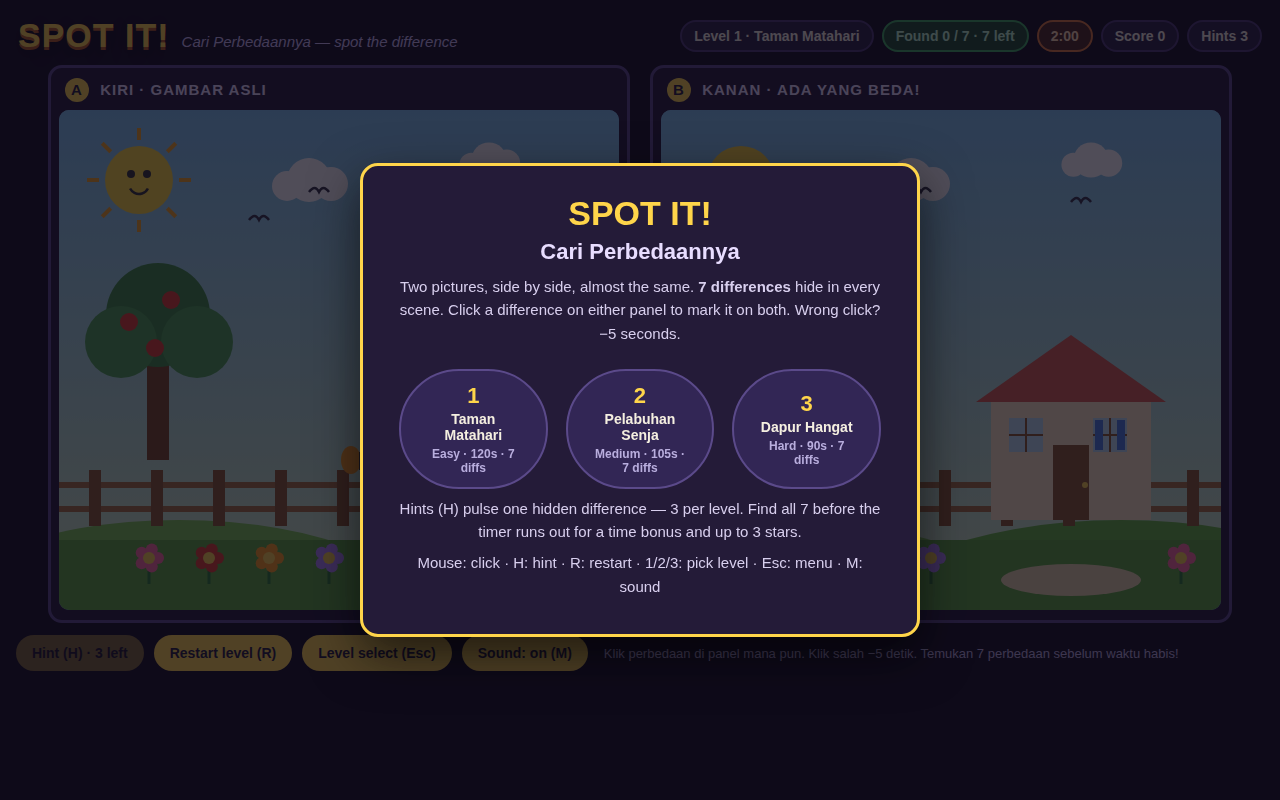 SPOT IT! Cari Perbedaannya — spot the difference
Level 1 · Taman Matahari
Found 0 / 7 · 7 left
2:00
Score 0
Hints 3
A KIRI · GAMBAR ASLI
B KANAN · ADA YANG BEDA!
SPOT IT!
Cari Perbedaannya
Two pictures, side by side, almost the same. 7 differences hide in every
scene. Click a difference on either panel to mark it on both. Wrong click?
−5 seconds.
1
Taman
Matahari
Easy · 120s · 7
diffs
2
Pelabuhan
Senja
Medium · 105s ·
7 diffs
3
Dapur Hangat
Hard · 90s · 7
diffs
Hints (H) pulse one hidden difference — 3 per level. Find all 7 before the
timer runs out for a time bonus and up to 3 stars.
Mouse: click · H: hint · R: restart · 1/2/3: pick level · Esc: menu · M:
sound
Hint (H) · 3 left
Restart level (R)
Level select (Esc)
Sound: on (M)
Klik perbedaan di panel mana pun. Klik salah −5 detik. Temukan 7 perbedaan sebelum waktu habis!